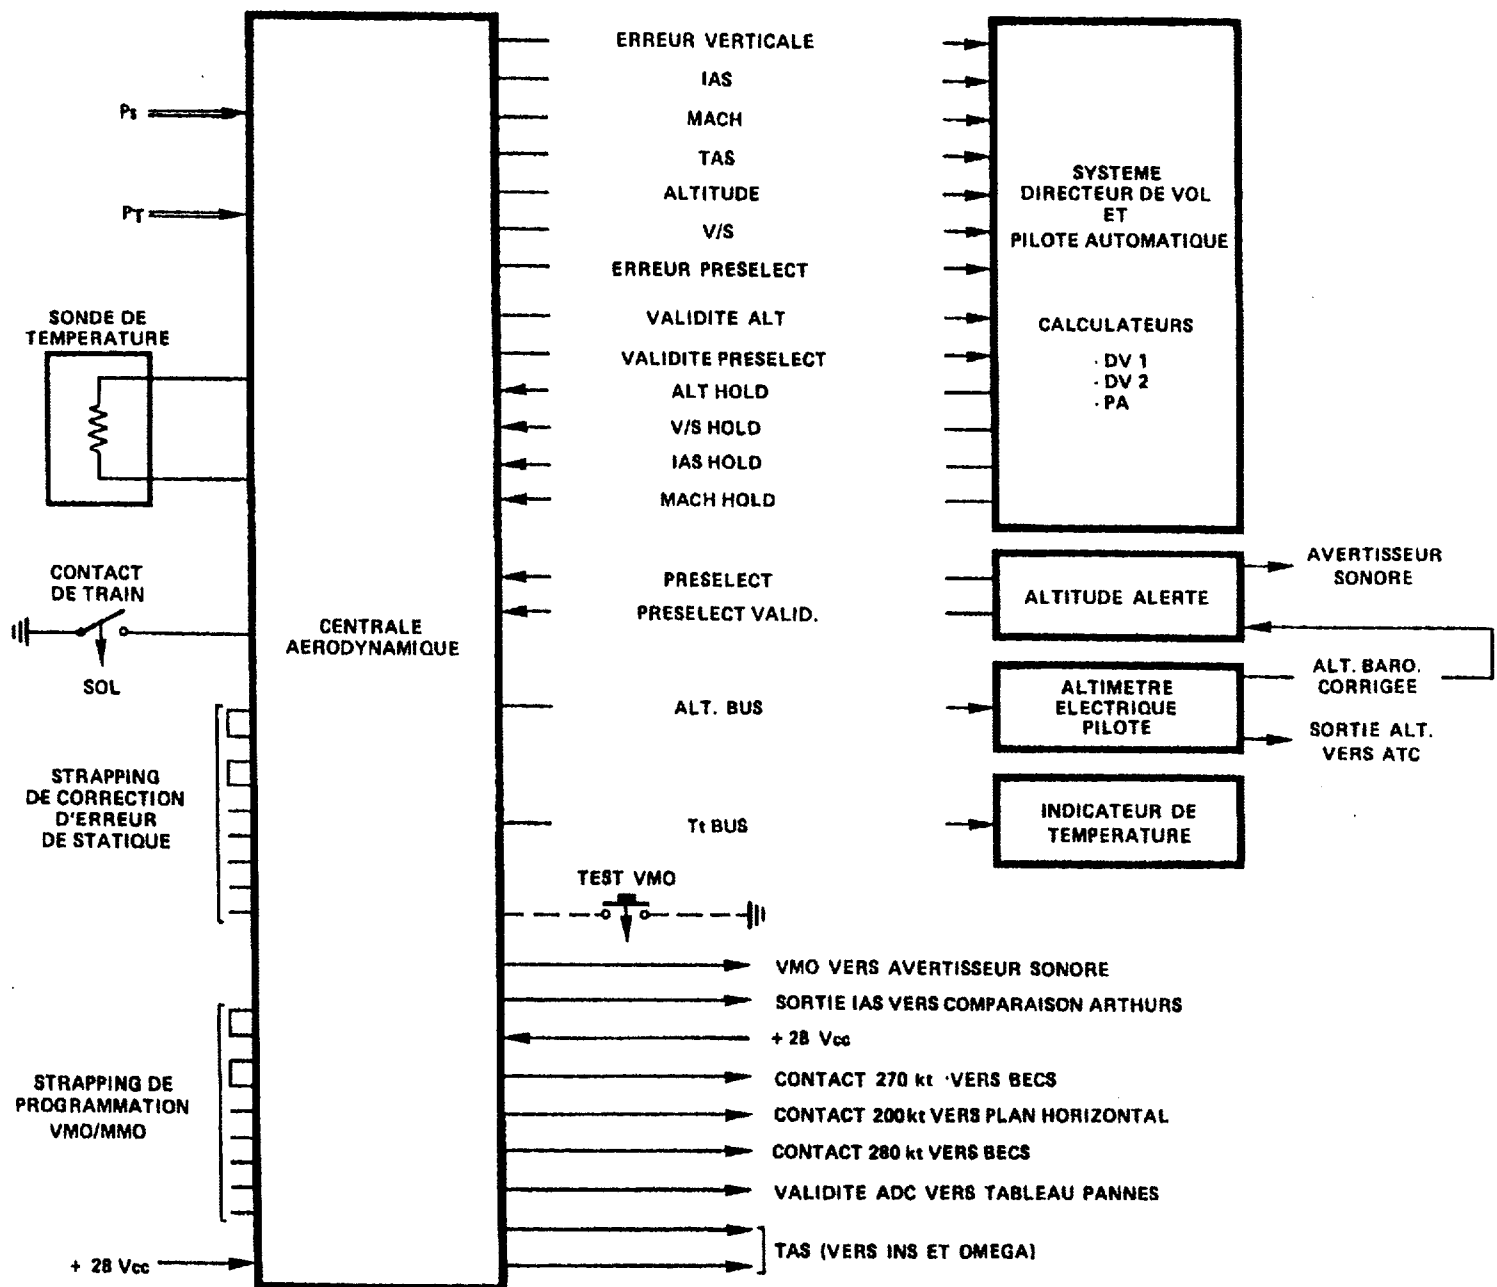 Ps
PT
SONDE DE
TEMPERATURE
CONTACT
DE TRAIN
SOL
STRAPPING
DE CORRECTION
D'ERREUR
DE STATIQUE
STRAPPING DE
PROGRAMMATION
VMO/MMO
+ 28 Vcc
CENTRALE
AERODYNAMIQUE
ERREUR VERTICALE
IAS
MACH
TAS
ALTITUDE
V/S
ERREUR PRESELECT
VALIDITE ALT
VALIDITE PRESELECT
ALT HOLD
V/S HOLD
IAS HOLD
MACH HOLD
PRESELECT
PRESELECT VALID.
ALT. BUS
Tt BUS
TEST VMO
VMO VERS AVERTISSEUR SONORE
SORTIE IAS VERS COMPARAISON ARTHURS
+ 28 Vcc
CONTACT 270 kt VERS BECS
CONTACT 200kt VERS PLAN HORIZONTAL
CONTACT 280 kt VERS BECS
VALIDITE ADC VERS TABLEAU PANNES
TAS (VERS INS ET OMEGA)
SYSTEME
DIRECTEUR DE VOL
ET
PILOTE AUTOMATIQUE
CALCULATEURS
· DV 1
· DV 2
· PA
ALTITUDE ALERTE
AVERTISSEUR
SONORE
ALTIMETRE
ELECTRIQUE
PILOTE
ALT. BARO.
CORRIGEE
SORTIE ALT.
VERS ATC
INDICATEUR DE
TEMPERATURE